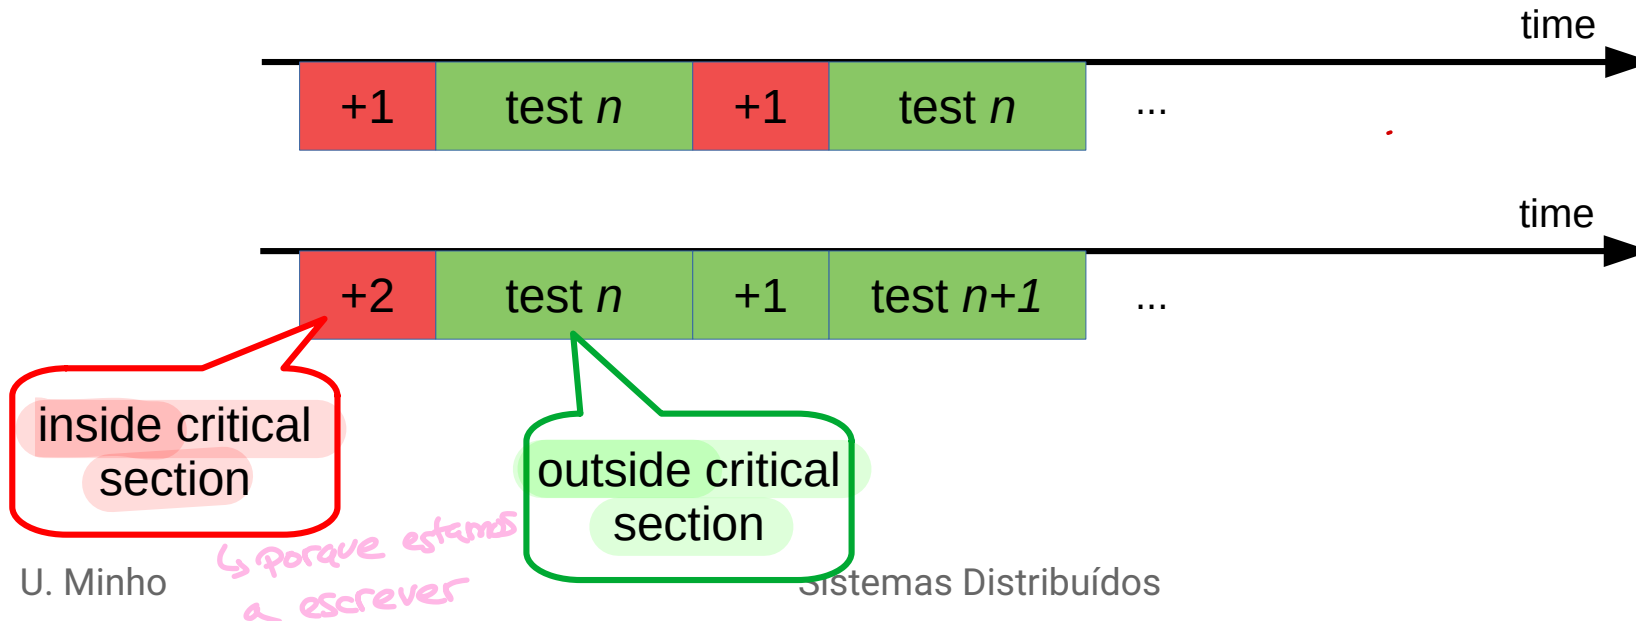 time
+1 test n +1 test n ...
time
+2 test n +1 test n+1 ...
inside critical
section
outside critical
section
↳ porque estamos
a escrever
U. Minho
Sistemas Distribuídos